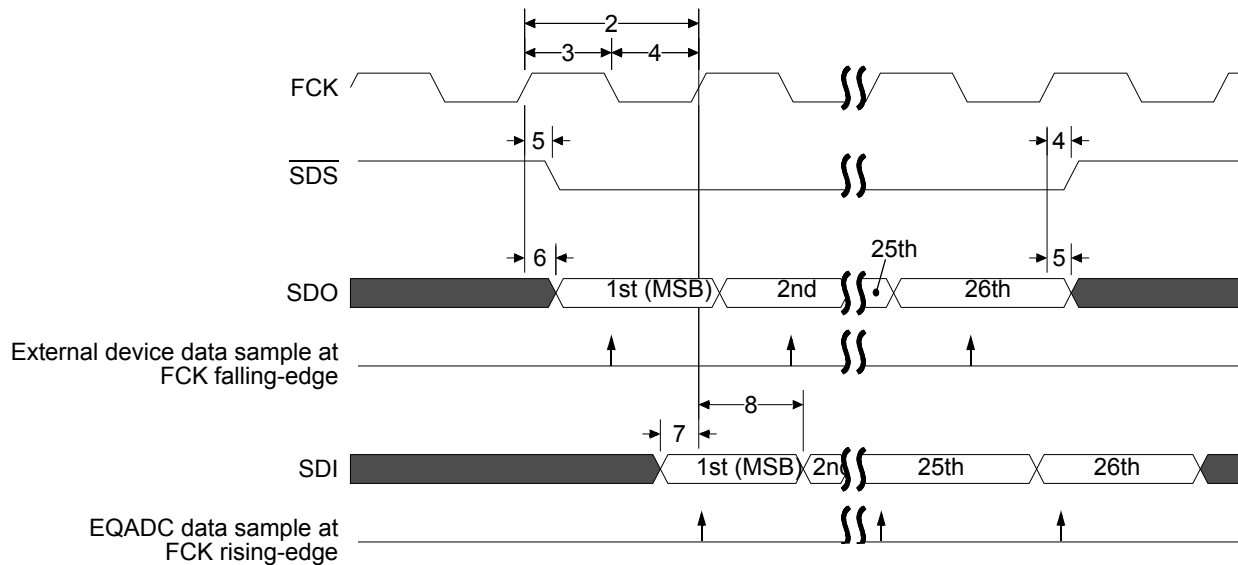 2
3 4
FCK
5 4
SDS
25th
6 5
SDO 1st (MSB) 2nd 26th
External device data sample at
FCK falling-edge
8
7
SDI 1st (MSB) 2nd 25th 26th
EQADC data sample at
FCK rising-edge